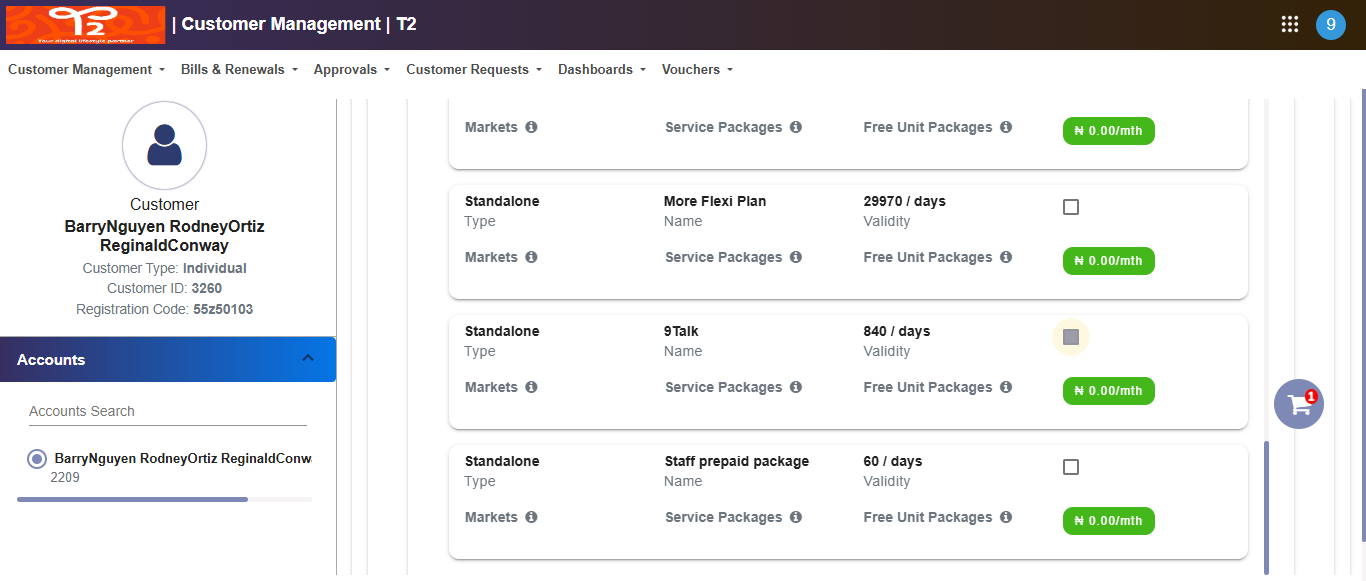 T2
Your digital lifestyle partner
| Customer Management | T2
9
Customer Management
Bills & Renewals
Approvals
Customer Requests
Dashboards
Vouchers
Customer
BarryNguyen RodneyOrtiz
ReginaldConway
Customer Type: Individual
Customer ID: 3260
Registration Code: 55z50103
Accounts
Accounts Search
BarryNguyen RodneyOrtiz ReginaldConw
2209
Markets
Service Packages
Free Unit Packages
₦ 0.00/mth
Standalone
Type
More Flexi Plan
Name
29970 / days
Validity
Markets
Service Packages
Free Unit Packages
₦ 0.00/mth
Standalone
Type
9Talk
Name
840 / days
Validity
Markets
Service Packages
Free Unit Packages
₦ 0.00/mth
Standalone
Type
Staff prepaid package
Name
60 / days
Validity
Markets
Service Packages
Free Unit Packages
₦ 0.00/mth
1